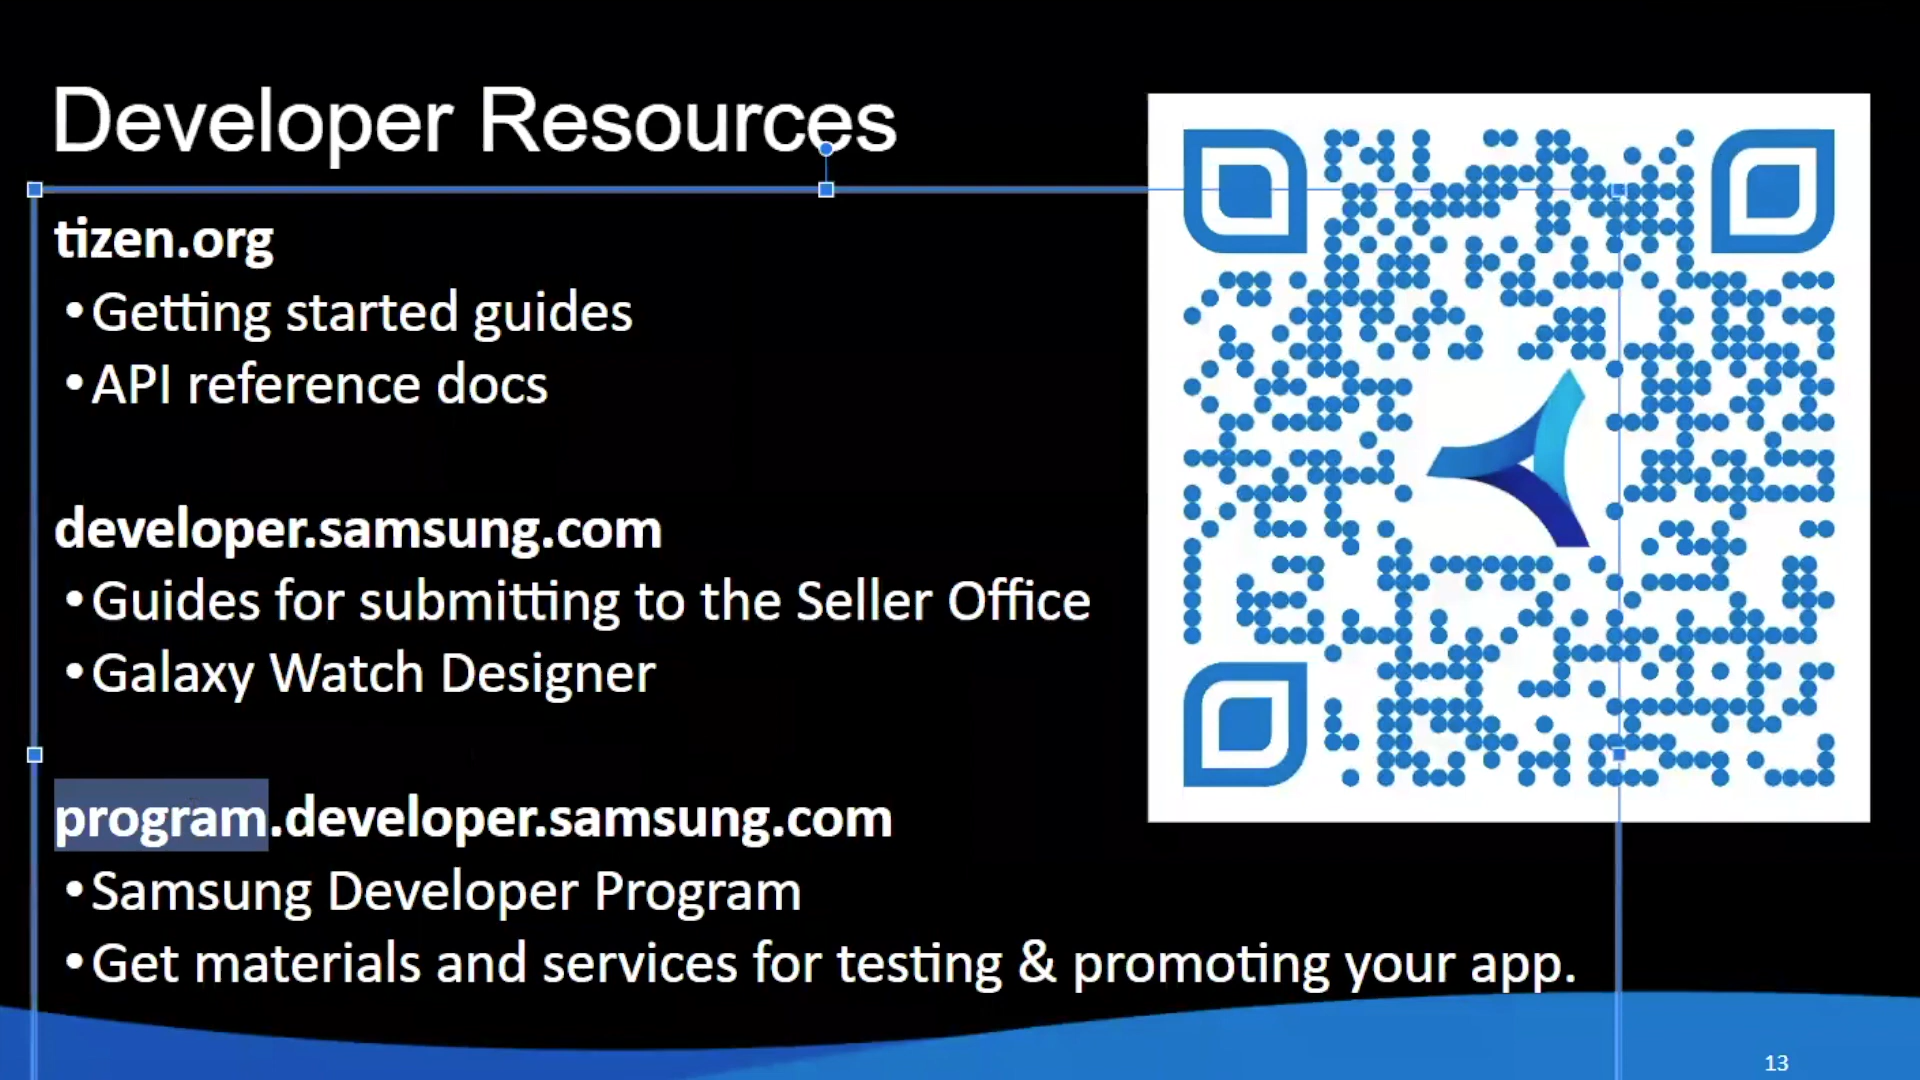 Developer Resources
tizen.org
•Getting started guides
•API reference docs
developer.samsung.com
•Guides for submitting to the Seller Office
•Galaxy Watch Designer
program.developer.samsung.com
•Samsung Developer Program
•Get materials and services for testing & promoting your app.
13